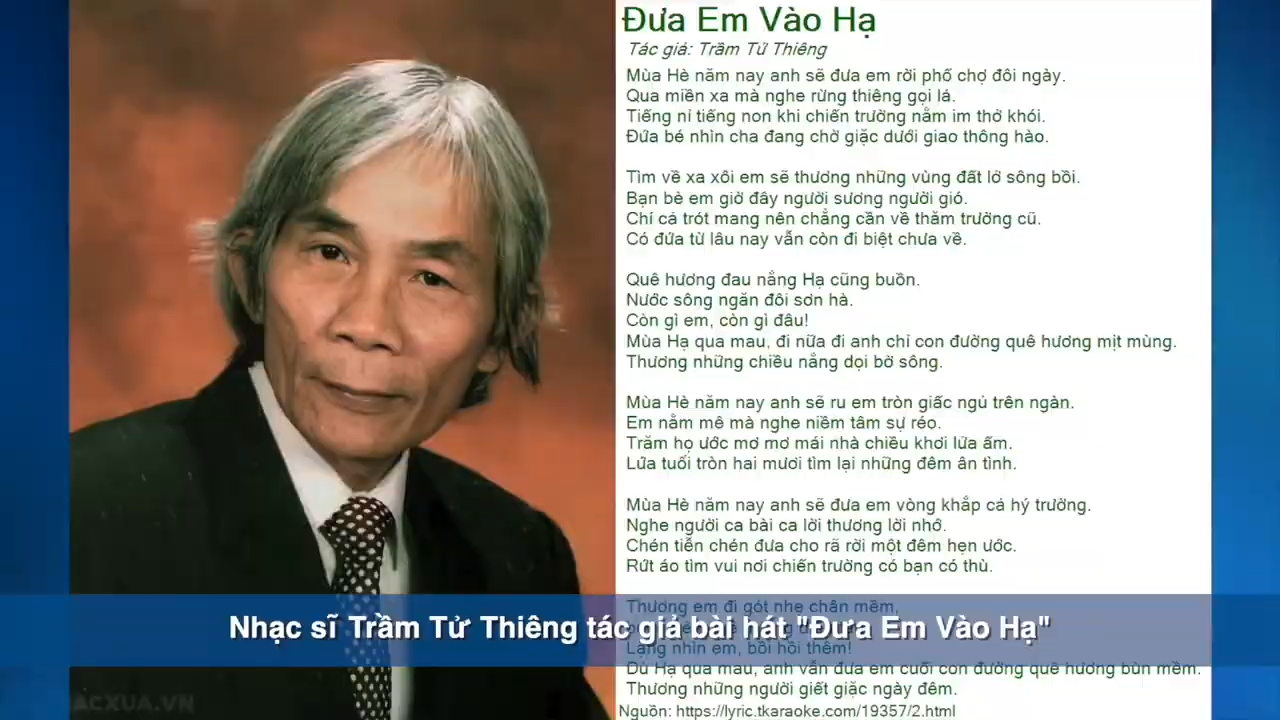 Đưa Em Vào Hạ
Tác giả: Trầm Tử Thiêng
Mùa Hè năm nay anh sẽ đưa em rời phố chợ đôi ngày.
Qua miền xa mà nghe rừng thiêng gọi lá.
Tiếng nỉ tiếng non khi chiến trường nằm im thở khói.
Đứa bé nhìn cha đang chờ giặc dưới giao thông hào.
Tìm về xa xôi em sẽ thương những vùng đất lở sông bồi.
Bạn bè em giờ đây người sương người gió.
Chí cả trót mang nên chẳng cần về thăm trường cũ.
Có đứa từ lâu nay vẫn còn đi biệt chưa về.
Quê hương đau nắng Hạ cũng buồn.
Nước sông ngăn đôi sơn hà.
Còn gì em, còn gì đâu!
Mùa Hạ qua mau, đi nữa đi anh chỉ con đường quê hương mịt mùng.
Thương những chiều nắng dọi bờ sông.
Mùa Hè năm nay anh sẽ ru em tròn giấc ngủ trên ngàn.
Em nằm mê mà nghe niềm tâm sự réo.
Trăm họ ước mơ mơ mái nhà chiều khơi lửa ấm.
Lứa tuổi tròn hai mươi tìm lại những đêm ân tình.
Mùa Hè năm nay anh sẽ đưa em vòng khắp cả hý trường.
Nghe người ca bài ca lời thương lời nhớ.
Chén tiễn chén đưa cho rã rời một đêm hẹn ước.
Rứt áo tìm vui nơi chiến trường có bạn có thù.
Thương em đi gót nhẹ chân mềm,
Nhạc sĩ Trầm Tử Thiêng tác giả bài hát "Đưa Em Vào Hạ"
Lặng nhìn em, bồi hồi thêm!
Dù Hạ qua mau, anh vẫn đưa em cuối con đường quê hương bùn mềm.
Thương những người giết giặc ngày đêm.
Nguồn: https://lyric.tkaraoke.com/19357/2.html
ACXUA.VN